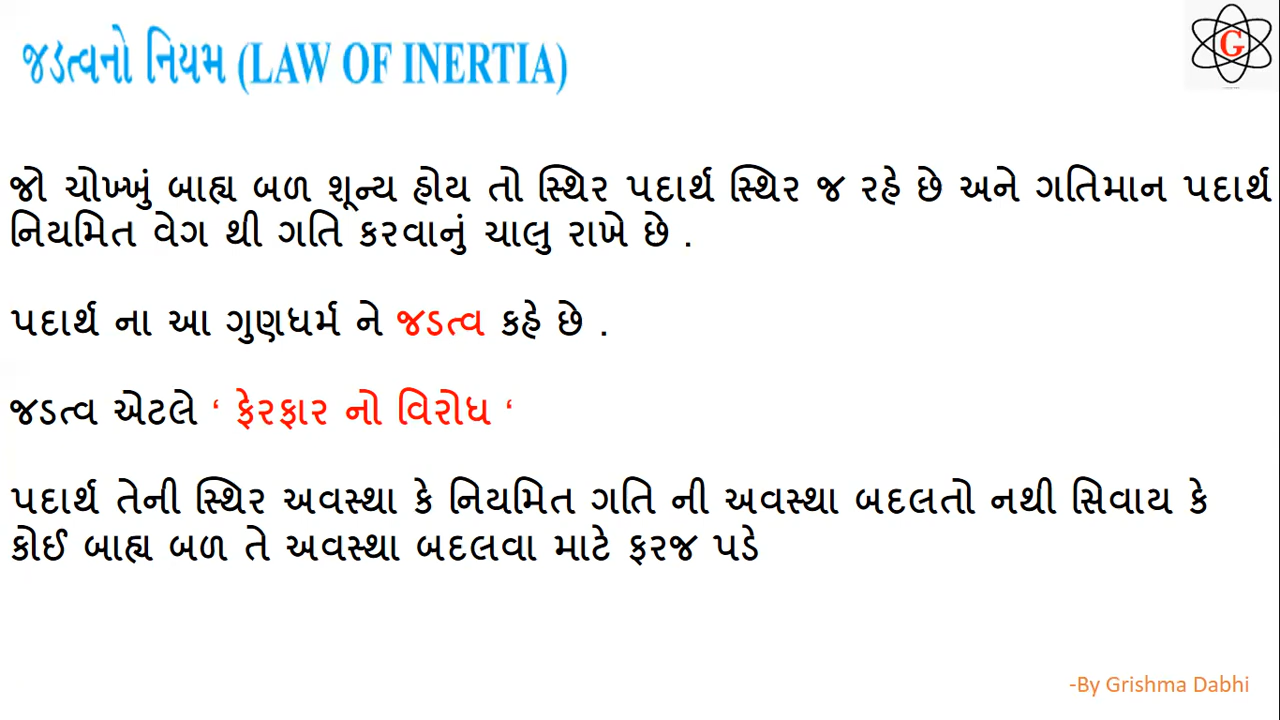 જડત્વનો નિયમ (LAW OF INERTIA)
G
જો ચોખ્ખું બાહ્ય બળ શૂન્ય હોય તો સ્થિર પદાર્થ સ્થિર જ રહે છે અને ગતિમાન પદાર્થ
નિયમિત વેગ થી ગતિ કરવાનું ચાલુ રાખે છે .
પદાર્થ ના આ ગુણધર્મ ને જડત્વ કહે છે .
જડત્વ એટલે ‘ ફેરફાર નો વિરોધ ‘
પદાર્થ તેની સ્થિર અવસ્થા કે નિયમિત ગતિ ની અવસ્થા બદલતો નથી સિવાય કે
કોઈ બાહ્ય બળ તે અવસ્થા બદલવા માટે ફરજ પડે
-By Grishma Dabhi